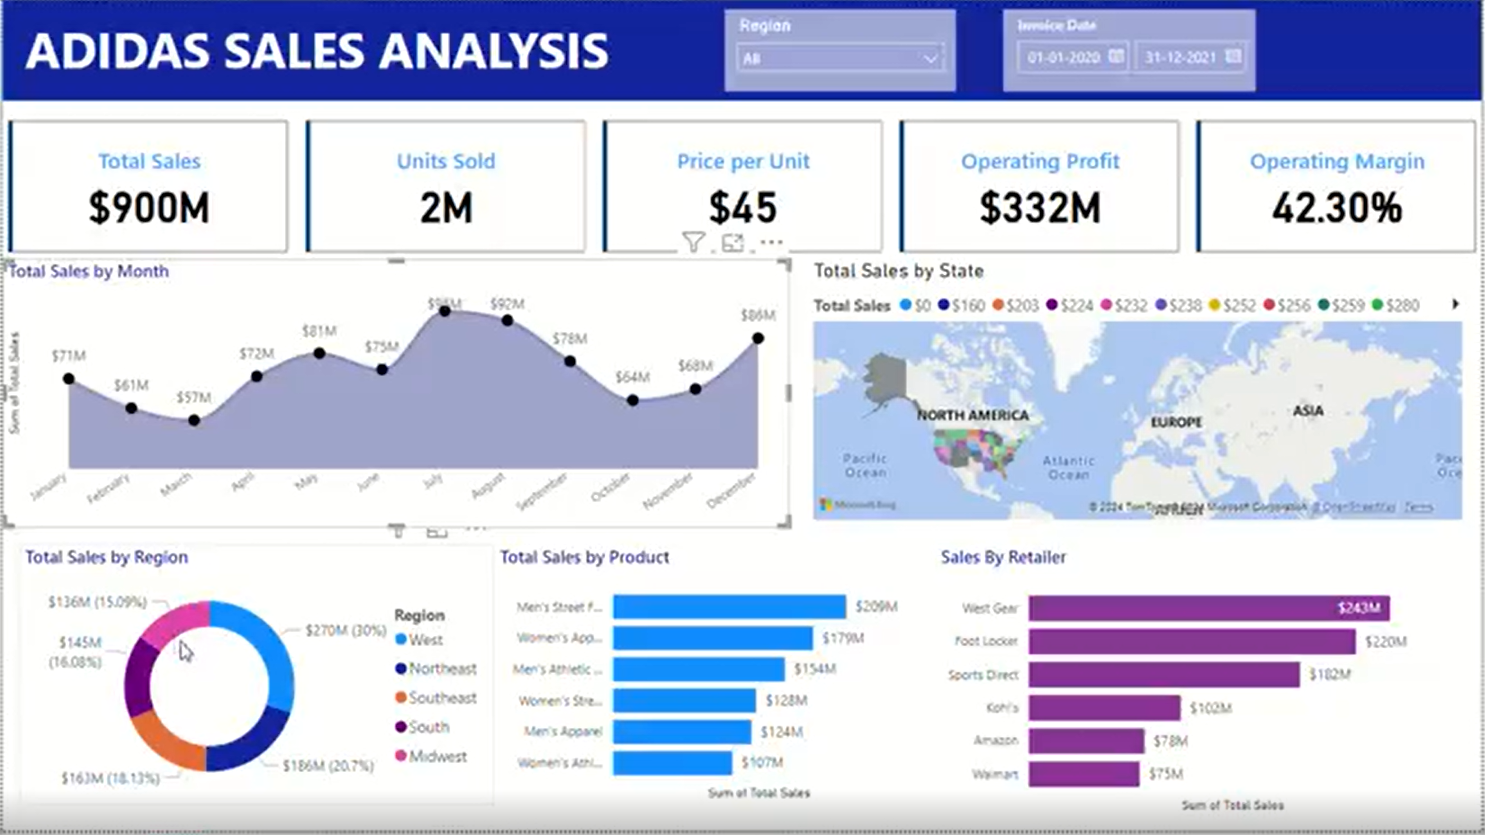 ADIDAS SALES ANALYSIS
Region
All
Invoice Date
01-01-2020
31-12-2021
Total Sales
$900M
Units Sold
2M
Price per Unit
$45
Operating Profit
$332M
Operating Margin
42.30%
Total Sales by Month
Sum of Total Sales
$71M
$61M
$57M
$72M
$81M
$75M
$92M
$78M
$64M
$68M
$86M
January
February
March
April
May
June
July
August
September
October
November
December
Total Sales by State
Total Sales $0 $160 $203 $224 $232 $238 $252 $256 $259 $280
NORTH AMERICA
EUROPE
ASIA
Pacific
Ocean
Atlantic
Ocean
Microsoft Bing
Microsoft Corporation
© OpenStreetMap
Terms
Total Sales by Region
$136M (15.09%)
$145M
(16.08%)
$163M (18.13%)
$270M (30%)
$186M (20.7%)
Region
West
Northeast
Southeast
South
Midwest
Total Sales by Product
Men's Street F... $209M
Women's App... $179M
Men's Athletic ... $154M
Women's Stre... $128M
Men's Apparel $124M
Women's Athl... $107M
Sum of Total Sales
Sales By Retailer
West Gear $243M
Foot Locker $220M
Sports Direct $182M
Kohl's $102M
Amazon $78M
Walmart $75M
Sum of Total Sales